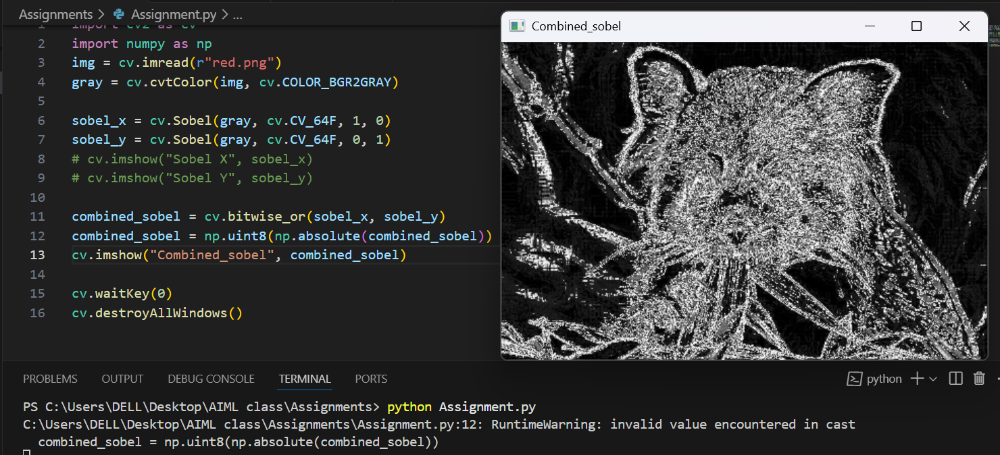 Assignments > Assignment.py > ...
Combined_sobel
1 import cv2 as cv
2 import numpy as np
3 img = cv.imread(r"red.png")
4 gray = cv.cvtColor(img, cv.COLOR_BGR2GRAY)
5
6 sobel_x = cv.Sobel(gray, cv.CV_64F, 1, 0)
7 sobel_y = cv.Sobel(gray, cv.CV_64F, 0, 1)
8 # cv.imshow("Sobel X", sobel_x)
9 # cv.imshow("Sobel Y", sobel_y)
10
11 combined_sobel = cv.bitwise_or(sobel_x, sobel_y)
12 combined_sobel = np.uint8(np.absolute(combined_sobel))
13 cv.imshow("Combined_sobel", combined_sobel)
14
15 cv.waitKey(0)
16 cv.destroyAllWindows()
PROBLEMS OUTPUT DEBUG CONSOLE TERMINAL PORTS python
PS C:\Users\DELL\Desktop\AIML class\Assignments> python Assignment.py
C:\Users\DELL\Desktop\AIML class\Assignments\Assignment.py:12: RuntimeWarning: invalid value encountered in cast
combined_sobel = np.uint8(np.absolute(combined_sobel))